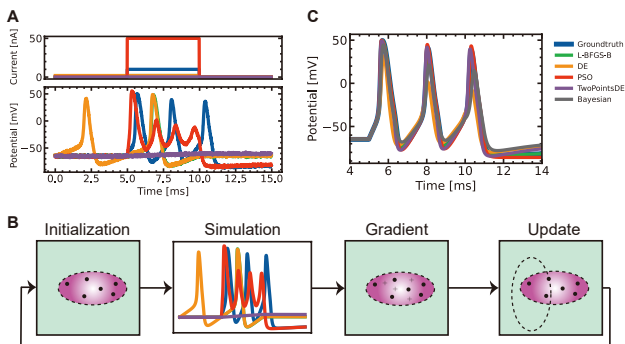 A
Current [nA]
50
25
0
Potential [mV]
50
0
−50
0.0 2.5 5.0 7.5 10.0 12.5 15.0
Time [ms]
C
Potential [mV]
50
0
−50
4 6 8 10 12 14
Time [ms]
Groundtruth
L-BFGS-B
DE
PSO
TwoPointsDE
Bayesian
B
Initialization Simulation Gradient Update